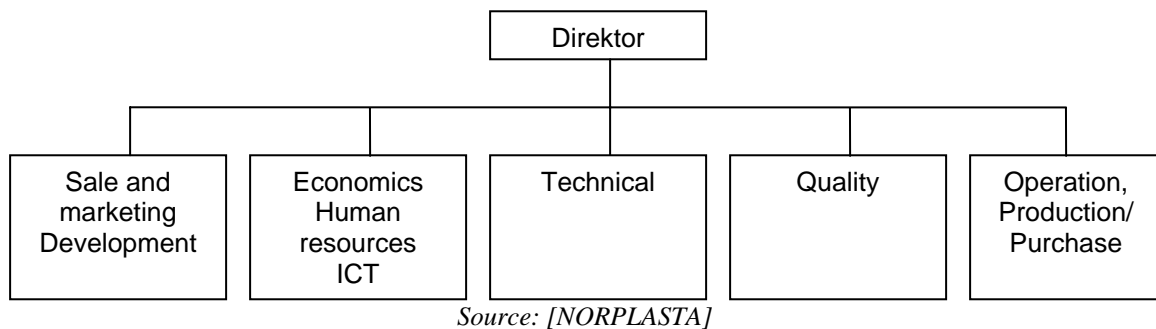 Direktor
Sale and
marketing
Development
Economics
Human
resources
ICT
Technical
Quality
Operation,
Production/
Purchase
Source: [NORPLASTA]